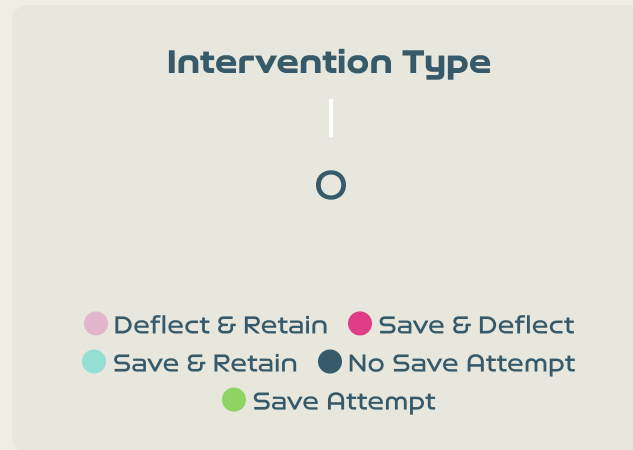 Intervention Type
0
Deflect & Retain Save & Deflect
Save & Retain No Save Attempt
Save Attempt